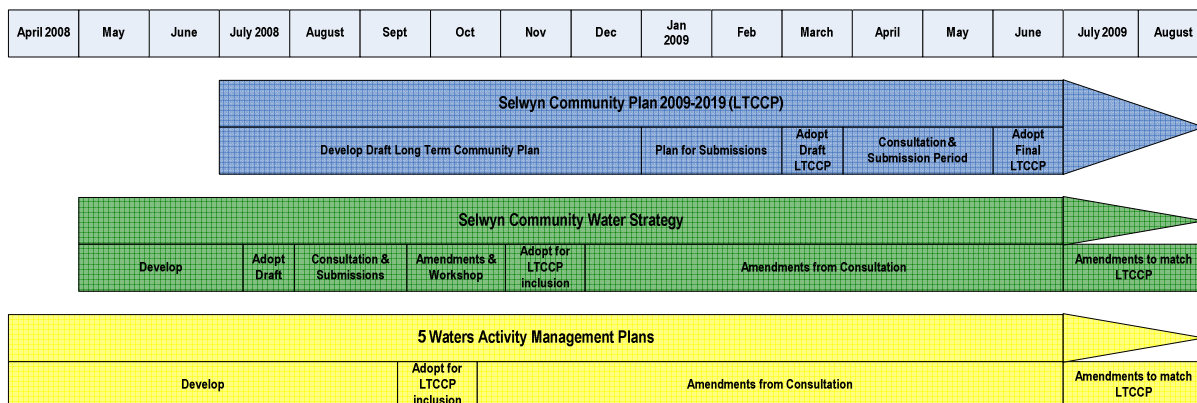 April 2008 May June July 2008 August Sept Oct Nov Dec Jan 2009 Feb March April May June July 2009 August
Selwyn Community Plan 2009-2019 (LTCCP)
Develop Draft Long Term Community Plan
Plan for Submissions
Adopt
Draft
LTCCP
Consultation &
Submission Period
Adopt
Final
LTCCP
Selwyn Community Water Strategy
Develop
Adopt
Draft
Consultation &
Submissions
Amendments &
Workshop
Adopt for
LTCCP
inclusion
Amendments from Consultation
Amendments to match
LTCCP
5 Waters Activity Management Plans
Develop
Adopt for
LTCCP
inclusion
Amendments from Consultation
Amendments to match
LTCCP